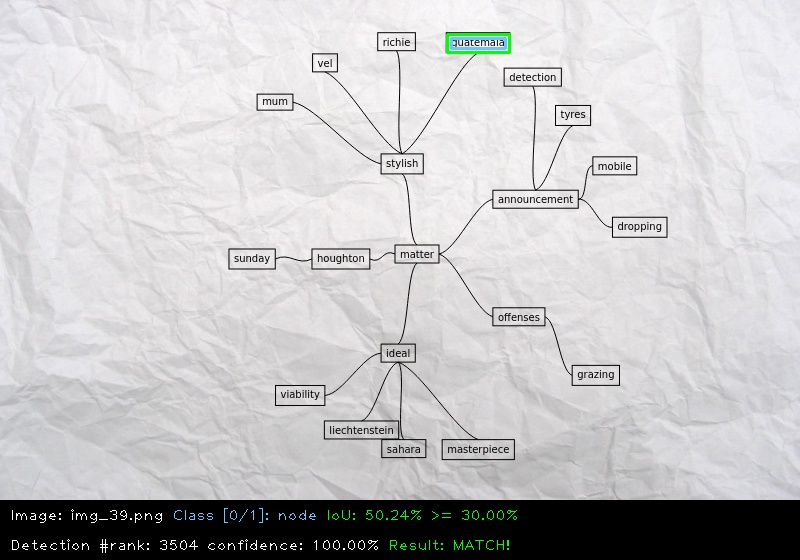 richie
guatemala
vel
detection
mum
tyres
stylish
mobile
announcement
dropping
sunday
houghton
matter
offenses
ideal
grazing
viability
liechtenstein
sahara
masterpiece
Image: img_39.png Class [0/1]: node IoU: 50.24% >= 30.00%
Detection #rank: 3504 confidence: 100.00% Result: MATCH!